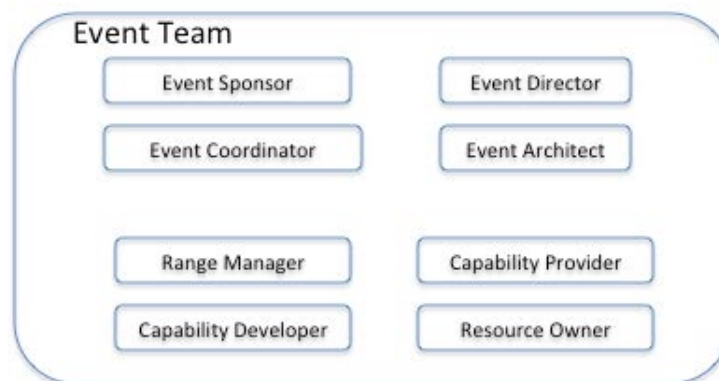 Event Team
Event Sponsor
Event Director
Event Coordinator
Event Architect
Range Manager
Capability Provider
Capability Developer
Resource Owner